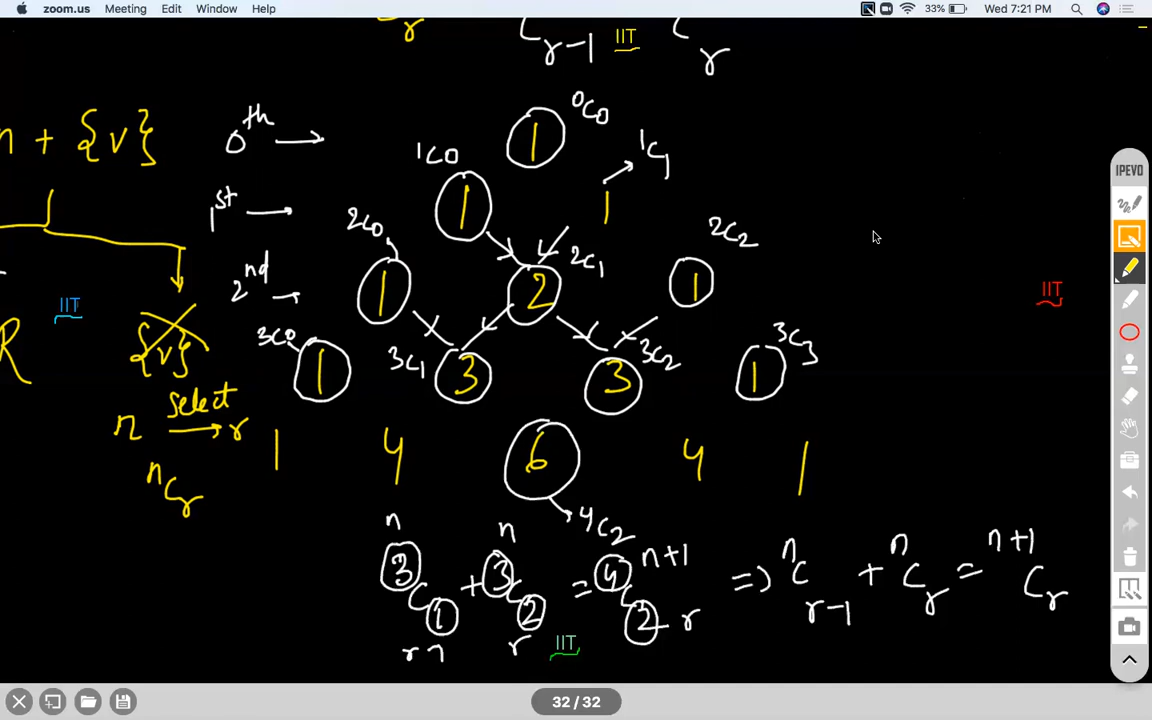 zoom.us Meeting Edit Window Help 33% Wed 7:21 PM
r C r-1 IIT C r
n + {v} 0th → 1 0C0
IPEVO
1st → 1C0 1 1 1C1
2nd → 2C0 1 2 2C1 1 2C2
IIT IIT
R {v} 3C0 1 3C1 3 3 3C2 1 3C3
n select → r
1 4 6 4 1
nCr
4C2
n n n+1
3C1 + 3C2 = 4C2 => nCr-1 + nCr = n+1Cr
r-1 r r
IIT
32 / 32